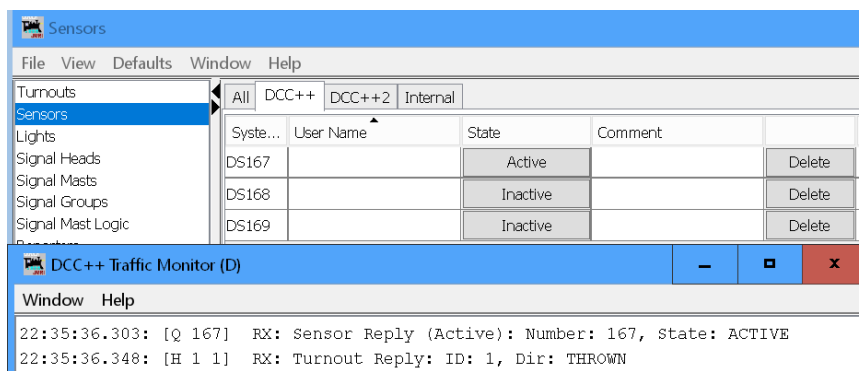 Sensors
File View Defaults Window Help
Turnouts
Sensors
Lights
Signal Heads
Signal Masts
Signal Groups
Signal Mast Logic
All DCC++ DCC++2 Internal
Syste... User Name State Comment
DS167 Active Delete
DS168 Inactive Delete
DS169 Inactive Delete
DCC++ Traffic Monitor (D)
Window Help
22:35:36.303: [Q 167] RX: Sensor Reply (Active): Number: 167, State: ACTIVE
22:35:36.348: [H 1 1] RX: Turnout Reply: ID: 1, Dir: THROWN